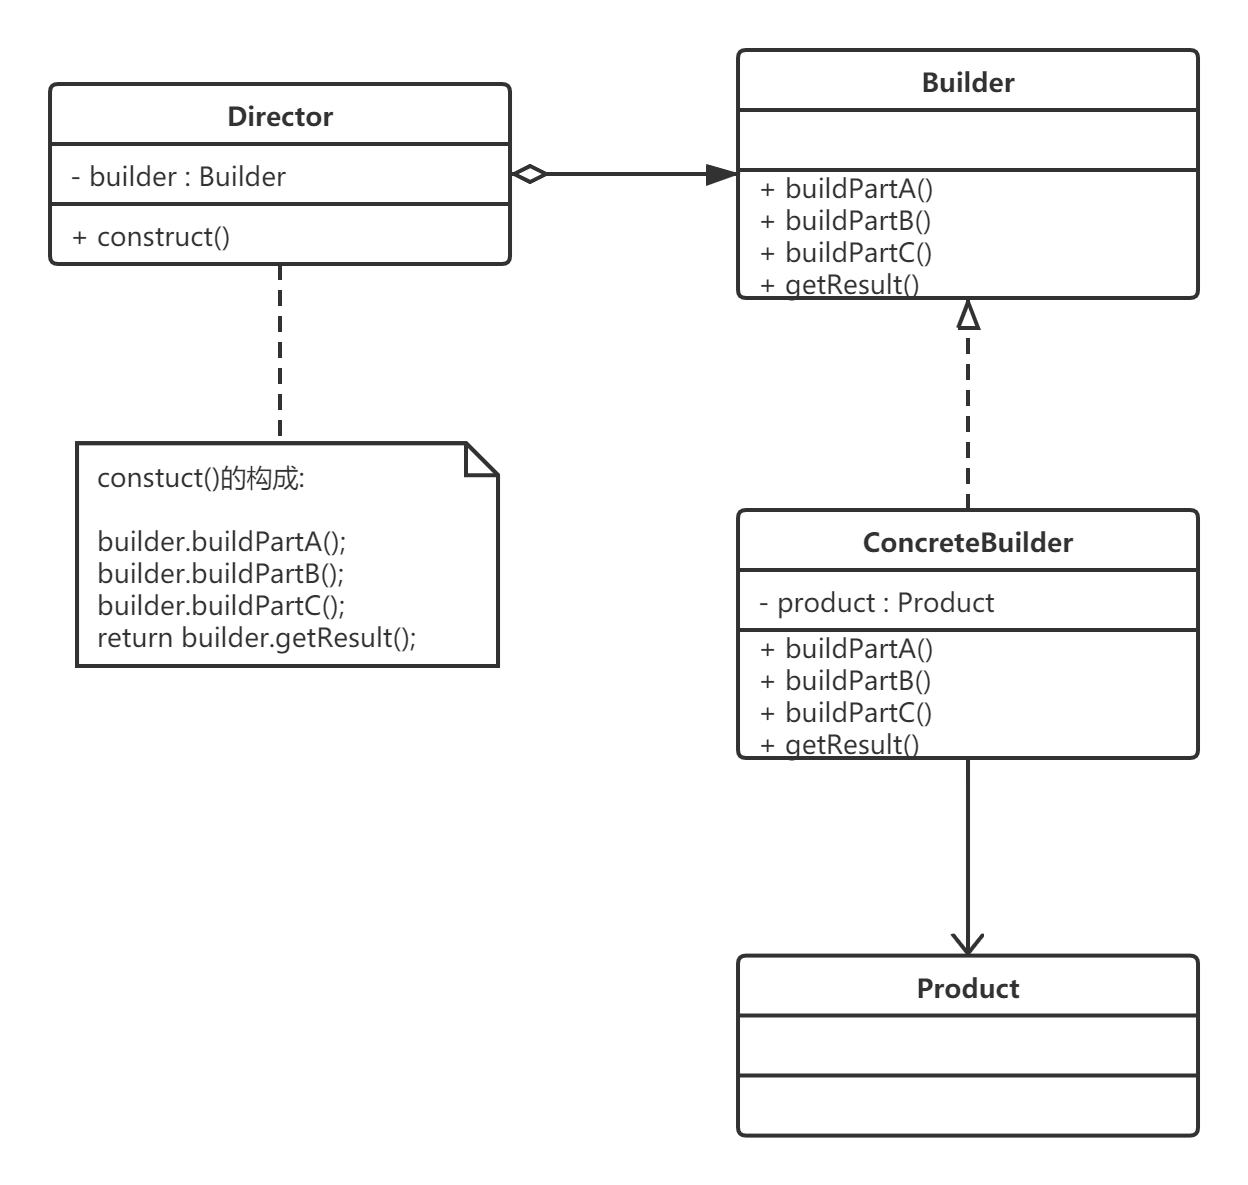 Director
- builder : Builder
+ construct()
Builder
+ buildPartA()
+ buildPartB()
+ buildPartC()
+ getResult()
constuct()的构成:
builder.buildPartA();
builder.buildPartB();
builder.buildPartC();
return builder.getResult();
ConcreteBuilder
- product : Product
+ buildPartA()
+ buildPartB()
+ buildPartC()
+ getResult()
Product